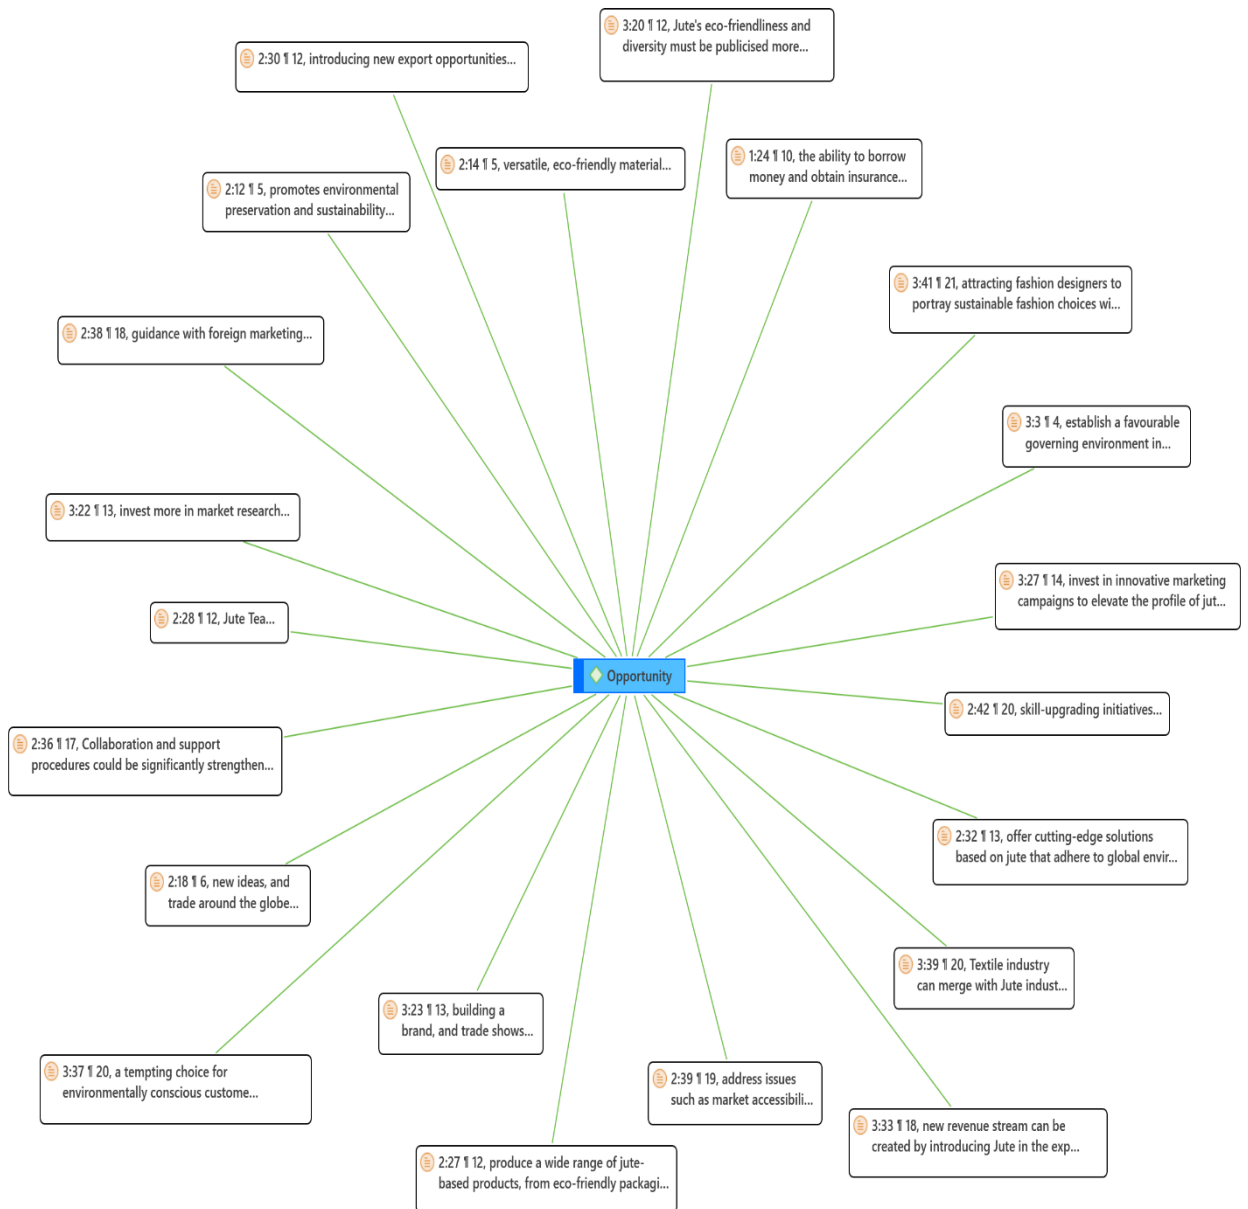 3:20 ¶ 12, Jute's eco-friendliness and
diversity must be publicised more...
2:30 ¶ 12, introducing new export opportunities...
2:14 ¶ 5, versatile, eco-friendly material...
1:24 ¶ 10, the ability to borrow
money and obtain insurance...
2:12 ¶ 5, promotes environmental
preservation and sustainability...
3:41 ¶ 21, attracting fashion designers to
portray sustainable fashion choices wi...
2:38 ¶ 18, guidance with foreign marketing...
3:3 ¶ 4, establish a favourable
governing environment in...
3:22 ¶ 13, invest more in market research...
3:27 ¶ 14, invest in innovative marketing
campaigns to elevate the profile of jut...
2:28 ¶ 12, Jute Tea...
Opportunity
2:42 ¶ 20, skill-upgrading initiatives...
2:36 ¶ 17, Collaboration and support
procedures could be significantly strengthen...
2:32 ¶ 13, offer cutting-edge solutions
based on jute that adhere to global envir...
2:18 ¶ 6, new ideas, and
trade around the globe...
3:39 ¶ 20, Textile industry
can merge with Jute indust...
3:23 ¶ 13, building a
brand, and trade shows...
3:37 ¶ 20, a tempting choice for
environmentally conscious custome...
2:39 ¶ 19, address issues
such as market accessibili...
3:33 ¶ 18, new revenue stream can be
created by introducing Jute in the exp...
2:27 ¶ 12, produce a wide range of jute-
based products, from eco-friendly packagi...